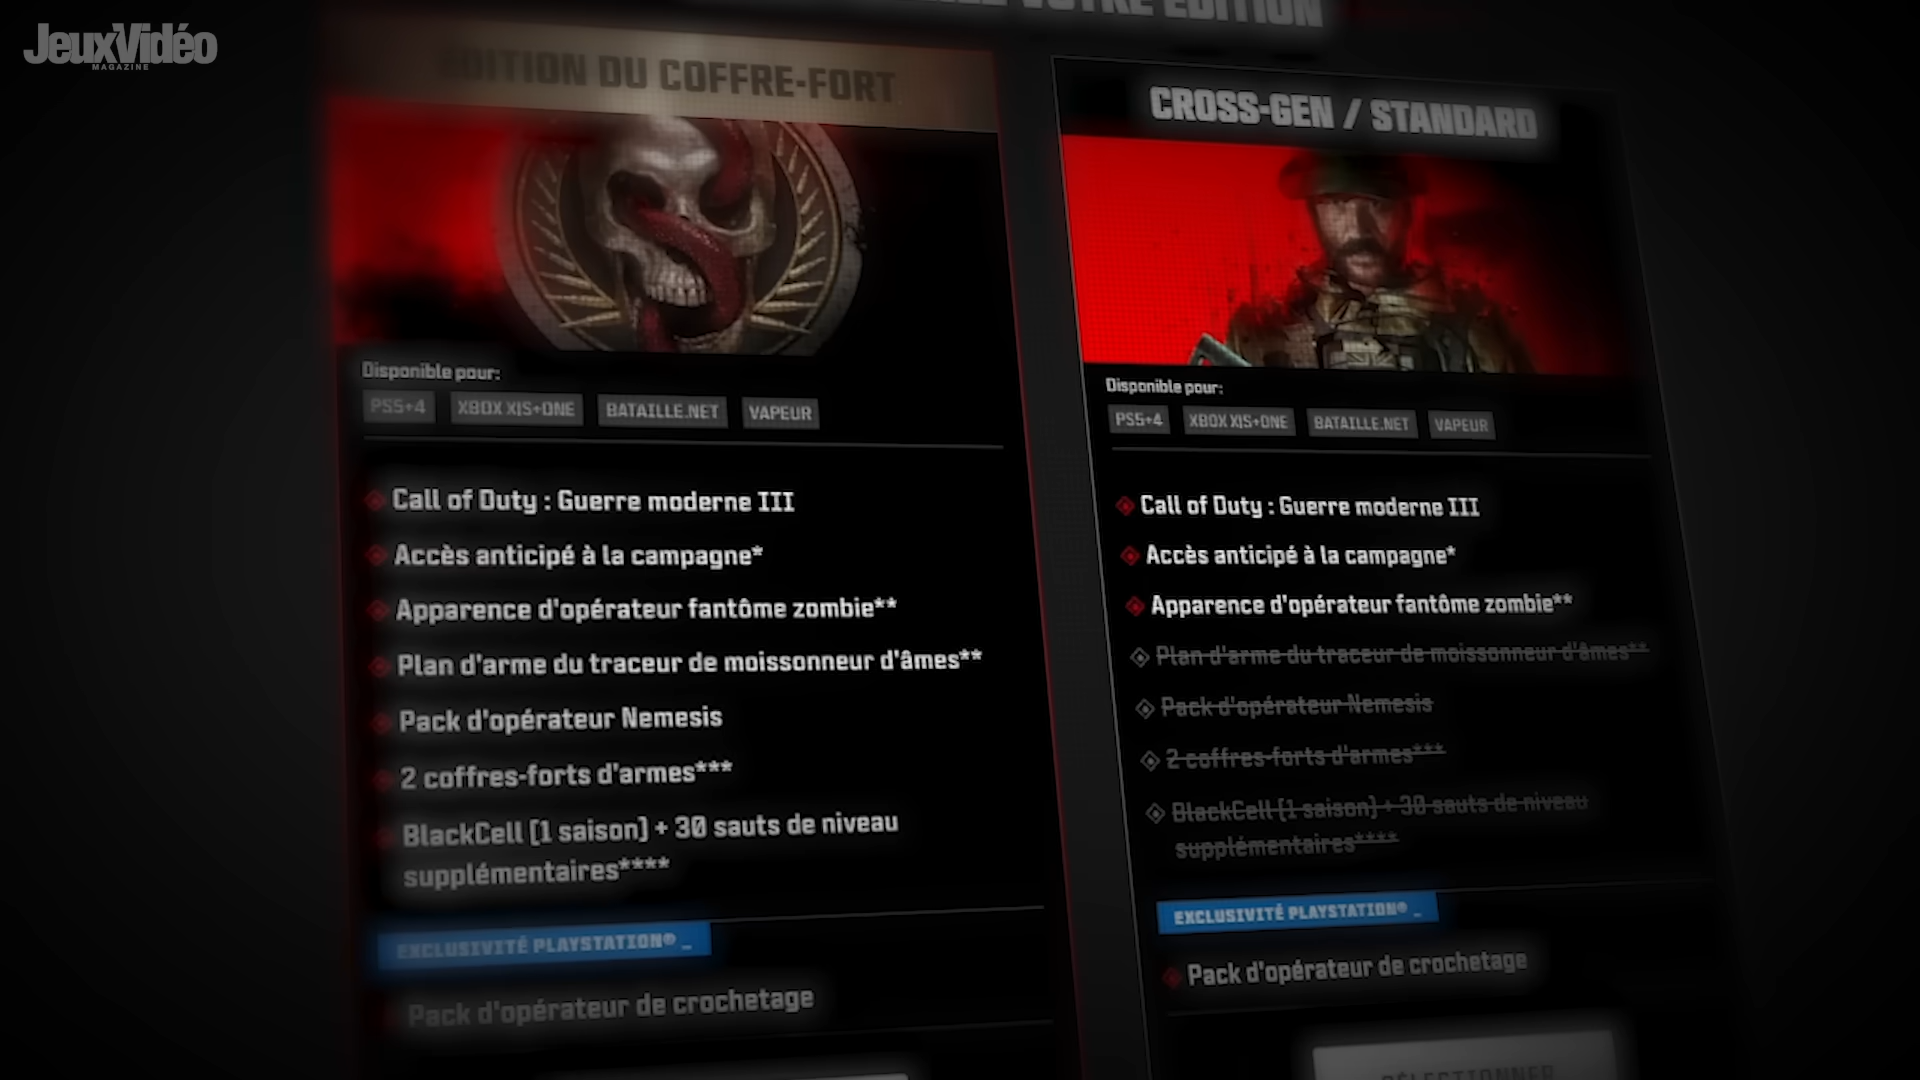 JeuxVidéo
MAGAZINE
VOTRE ÉDITION
ÉDITION DU COFFRE-FORT
Disponible pour:
PS5+4 XBOX X|S+ONE BATAILLE.NET VAPEUR
Call of Duty : Guerre moderne III
Accès anticipé à la campagne*
Apparence d'opérateur fantôme zombie**
Plan d'arme du traceur de moissonneur d'âmes**
Pack d'opérateur Nemesis
2 coffres-forts d'armes***
BlackCell (1 saison) + 30 sauts de niveau
supplémentaires****
EXCLUSIVITÉ PLAYSTATION® _
Pack d'opérateur de crochetage
CROSS-GEN / STANDARD
Disponible pour:
PS5+4 XBOX X|S+ONE BATAILLE.NET VAPEUR
Call of Duty : Guerre moderne III
Accès anticipé à la campagne*
Apparence d'opérateur fantôme zombie**
Plan d'arme du traceur de moissonneur d'âmes**
Pack d'opérateur Nemesis
2 coffres-forts d'armes***
BlackCell (1 saison) + 30 sauts de niveau
supplémentaires****
EXCLUSIVITÉ PLAYSTATION® _
Pack d'opérateur de crochetage
SÉLECTIONNER